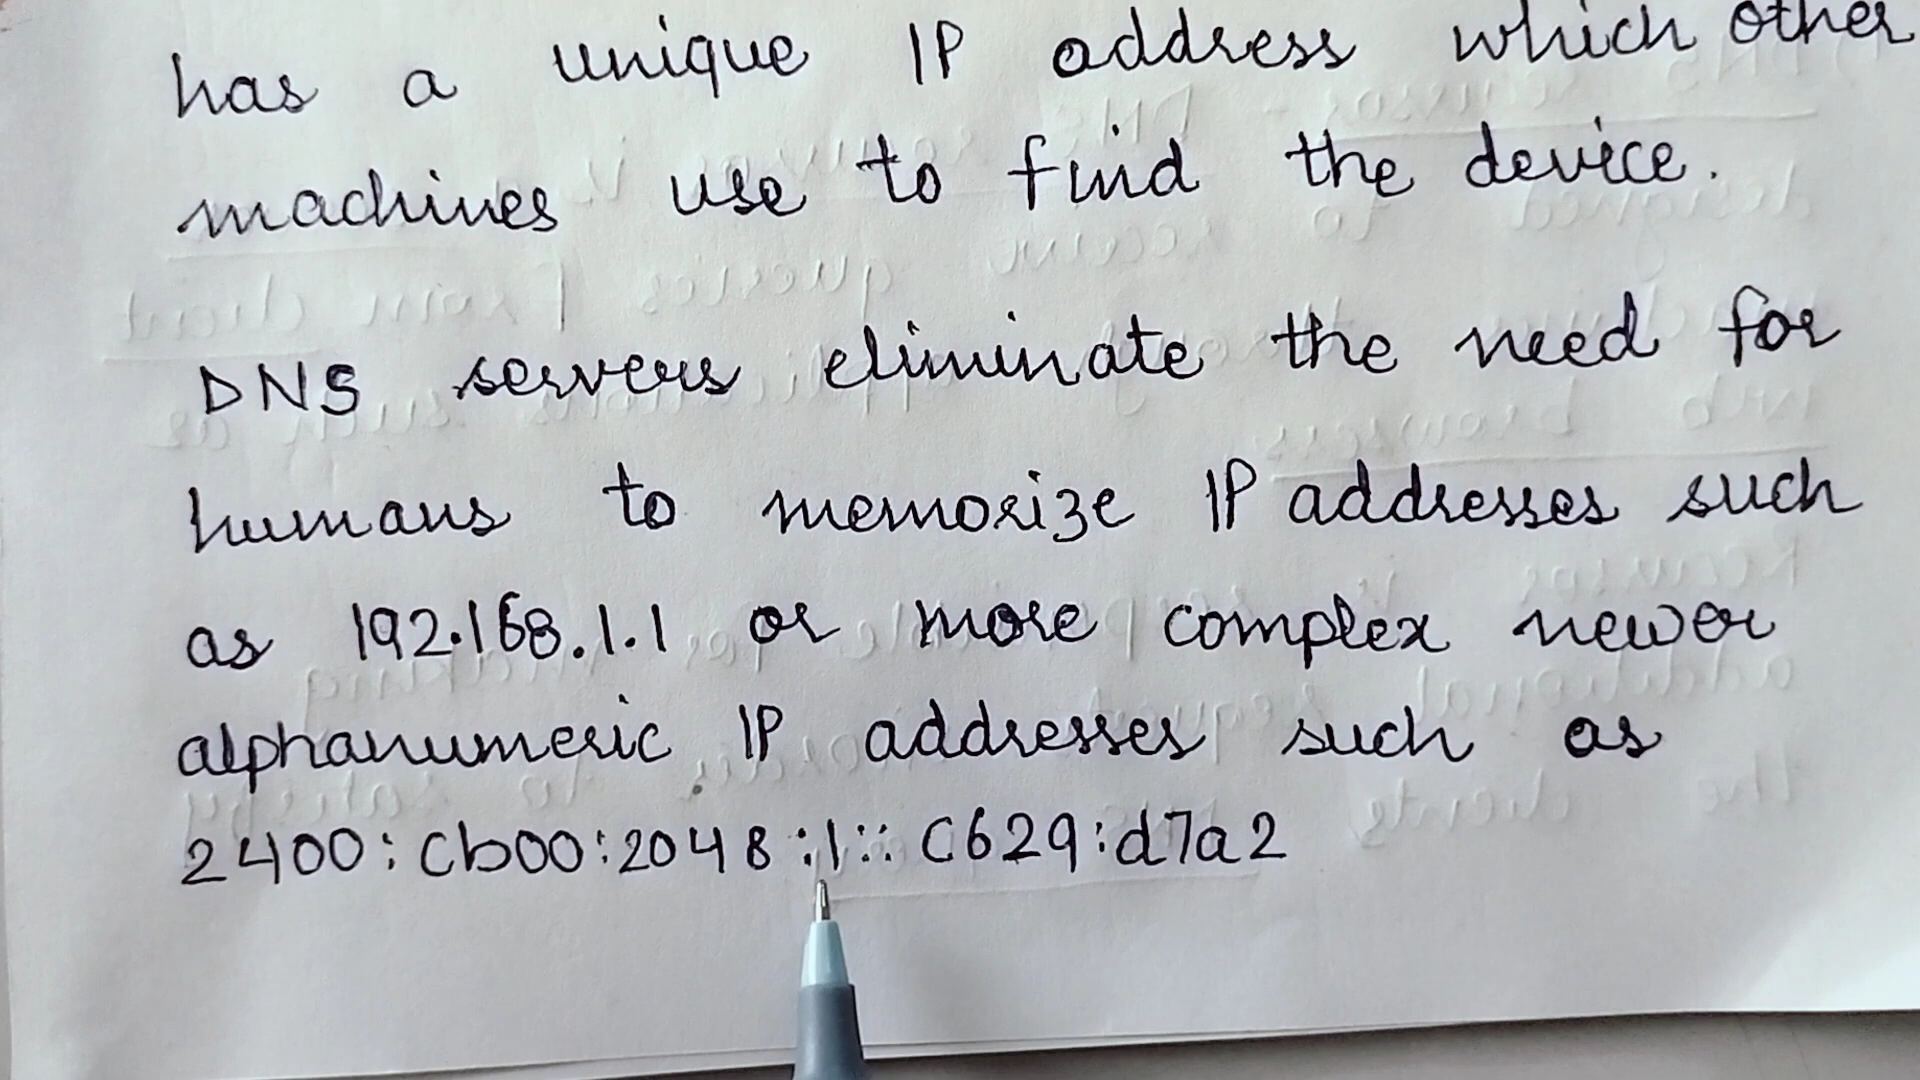 has a unique IP address which other
machines use to find the device.
DNS servers eliminate the need for
humans to memorize IP addresses such
as 192.168.1.1 or more complex newer
alphanumeric IP addresses such as
2400:cb00:2048:1::c629:d7a2